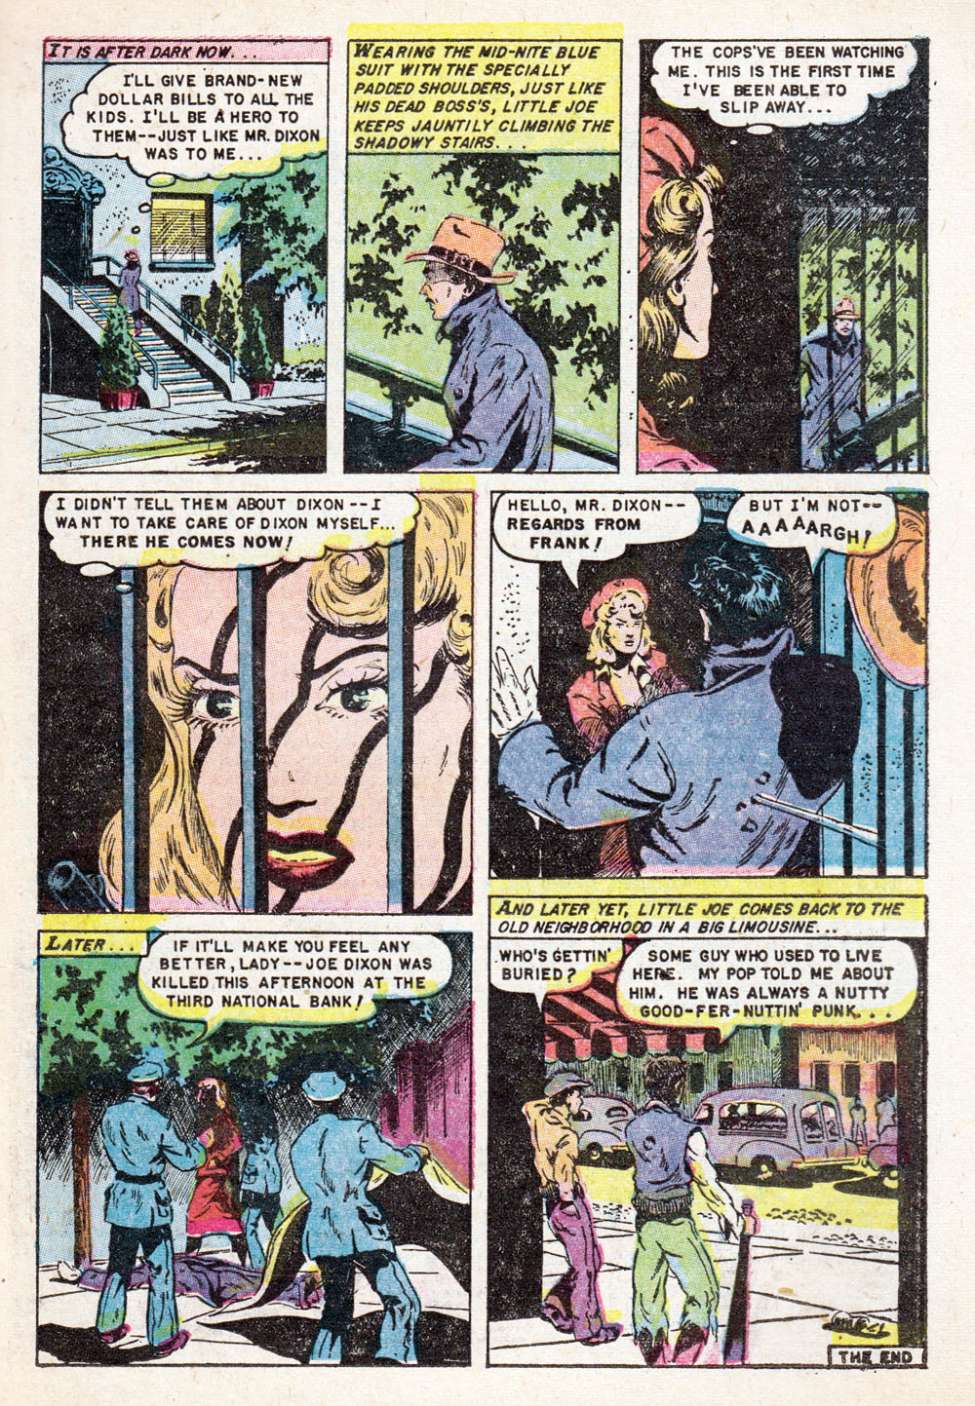 IT IS AFTER DARK NOW...
I'LL GIVE BRAND-NEW
DOLLAR BILLS TO ALL THE
KIDS. I'LL BE A HERO TO
THEM--JUST LIKE MR. DIXON
WAS TO ME...
WEARING THE MID-NITE BLUE
SUIT WITH THE SPECIALLY
PADDED SHOULDERS, JUST LIKE
HIS DEAD BOSS'S, LITTLE JOE
KEEPS JAUNTILY CLIMBING THE
SHADOWY STAIRS...
THE COPS'VE BEEN WATCHING
ME. THIS IS THE FIRST TIME
I'VE BEEN ABLE TO
SLIP AWAY...
I DIDN'T TELL THEM ABOUT DIXON--I
WANT TO TAKE CARE OF DIXON MYSELF...
THERE HE COMES NOW!
HELLO, MR. DIXON--
REGARDS FROM
FRANK!
BUT I'M NOT--
AAAAARGH!
LATER...
IF IT'LL MAKE YOU FEEL ANY
BETTER, LADY--JOE DIXON WAS
KILLED THIS AFTERNOON AT THE
THIRD NATIONAL BANK!
AND LATER YET, LITTLE JOE COMES BACK TO THE
OLD NEIGHBORHOOD IN A BIG LIMOUSINE...
WHO'S GETTIN'
BURIED?
SOME GUY WHO USED TO LIVE
HERE. MY POP TOLD ME ABOUT
HIM. HE WAS ALWAYS A NUTTY
GOOD-FER-NUTTIN' PUNK...
THE END